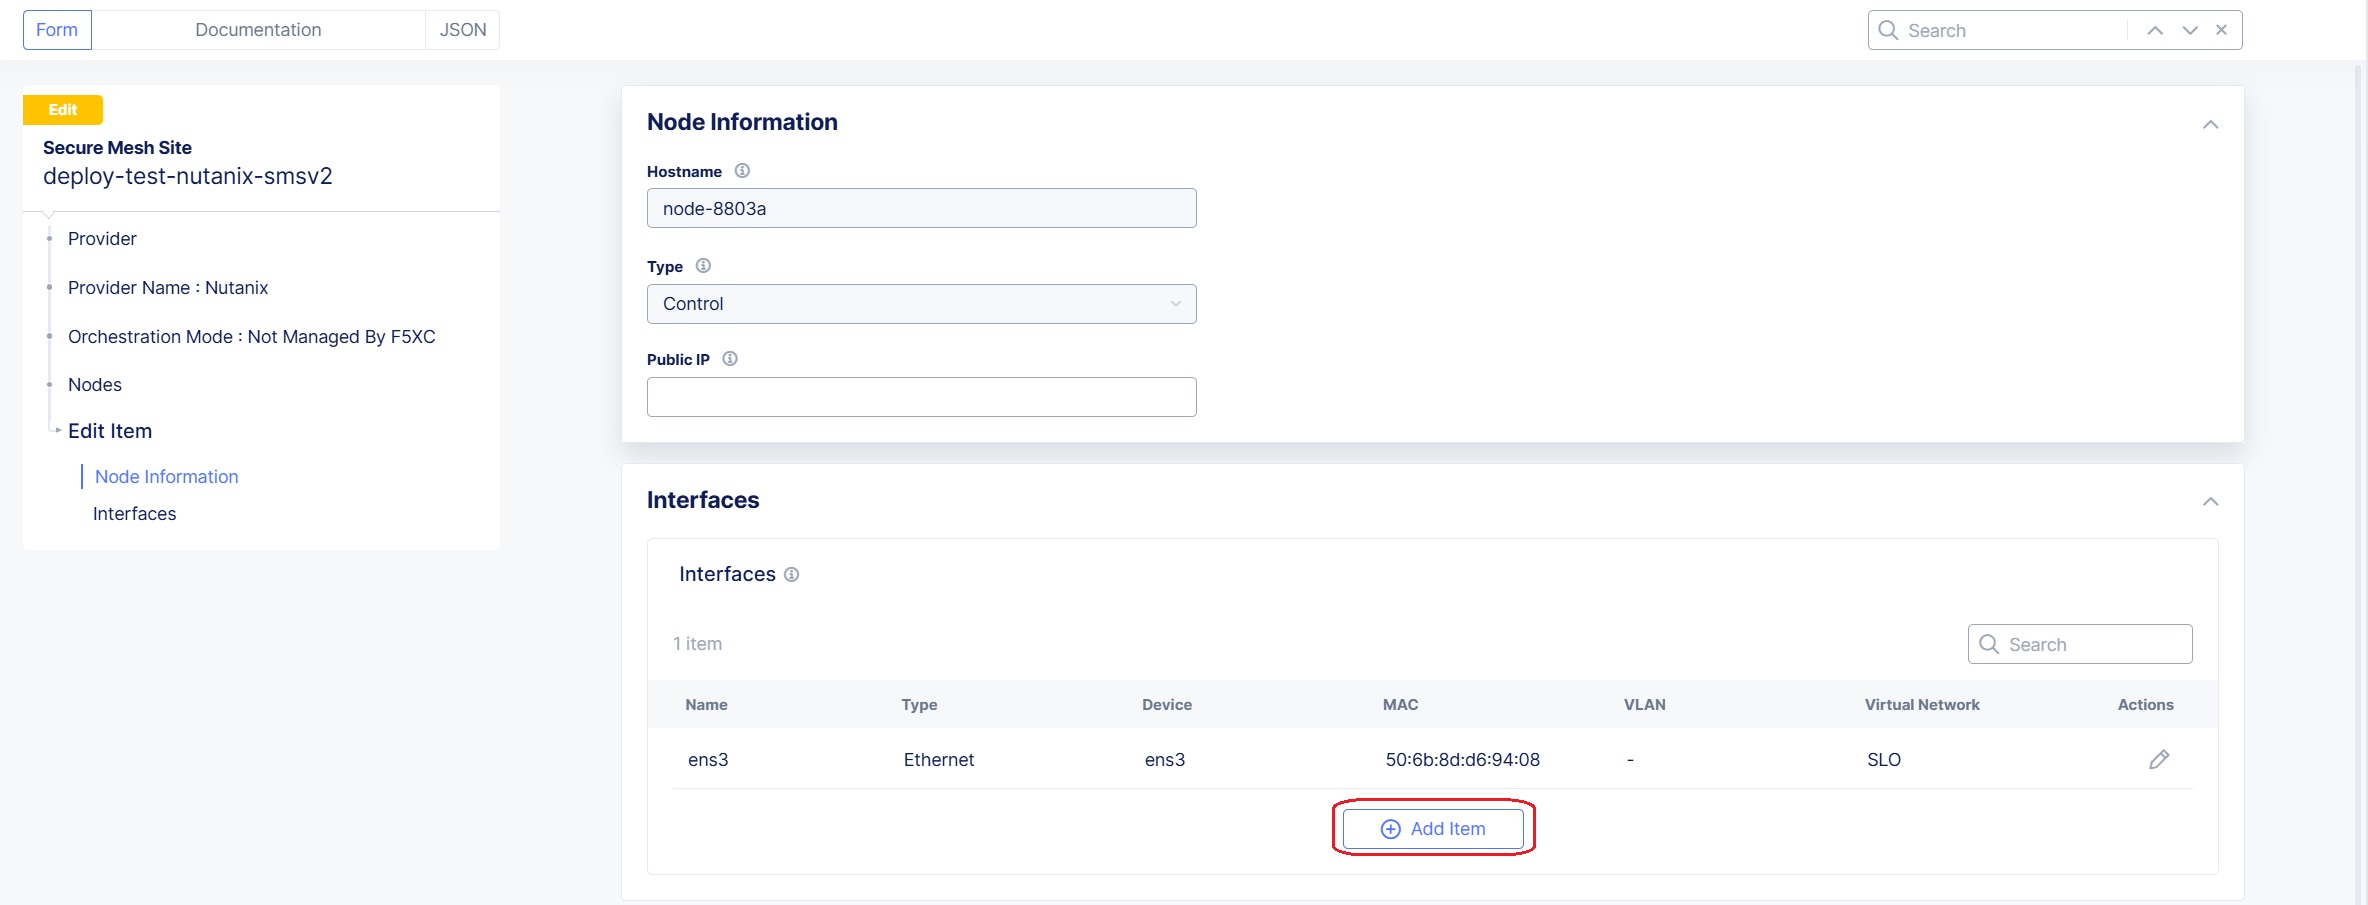 Form Documentation JSON Search
Edit
Secure Mesh Site
deploy-test-nutanix-smsv2
Provider
Provider Name : Nutanix
Orchestration Mode : Not Managed By F5XC
Nodes
Edit Item
Node Information
Interfaces
Node Information
Hostname
node-8803a
Type
Control
Public IP
Interfaces
Interfaces
1 item Search
Name Type Device MAC VLAN Virtual Network Actions
ens3 Ethernet ens3 50:6b:8d:d6:94:08 - SLO
Add Item